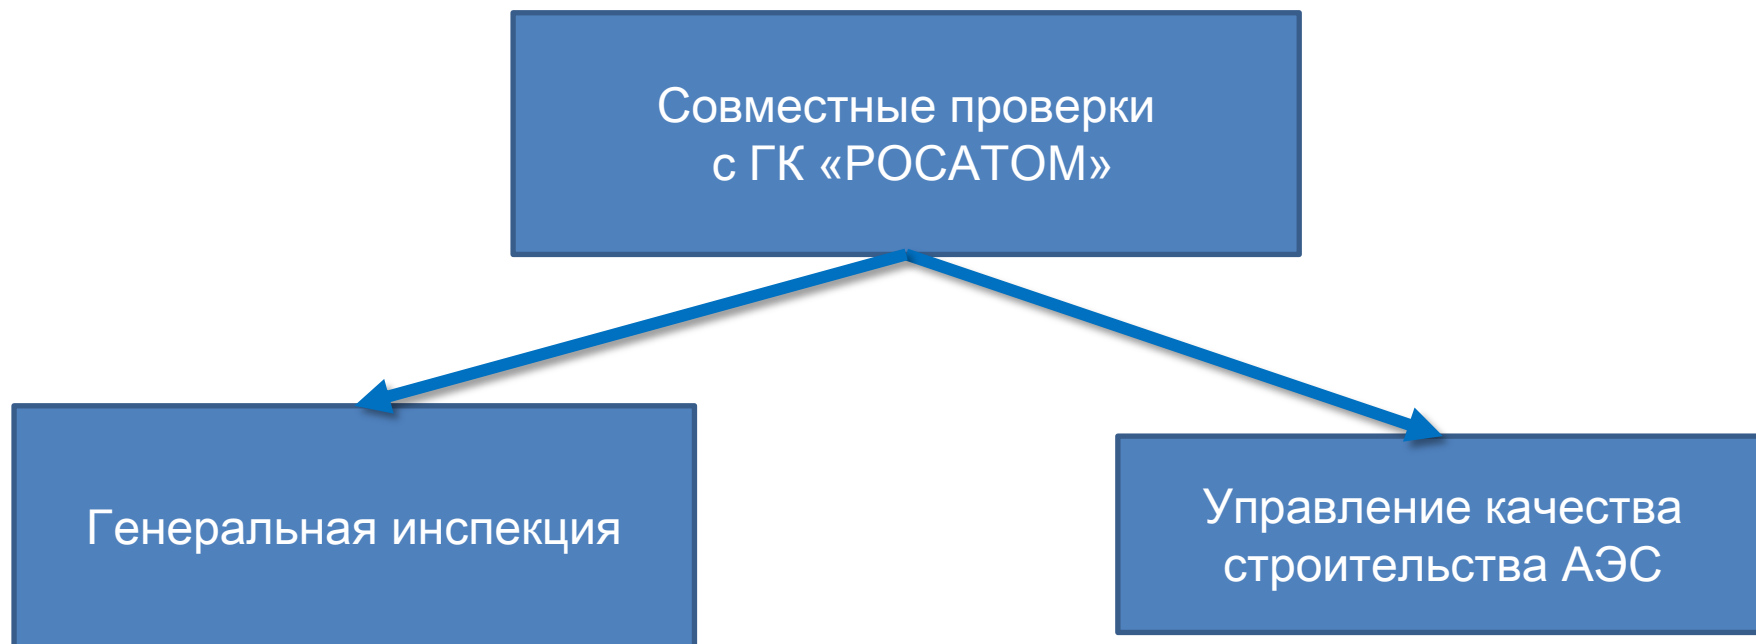 Совместные проверки
с ГК «РОСАТОМ»
Генеральная инспекция
Управление качества
строительства АЭС